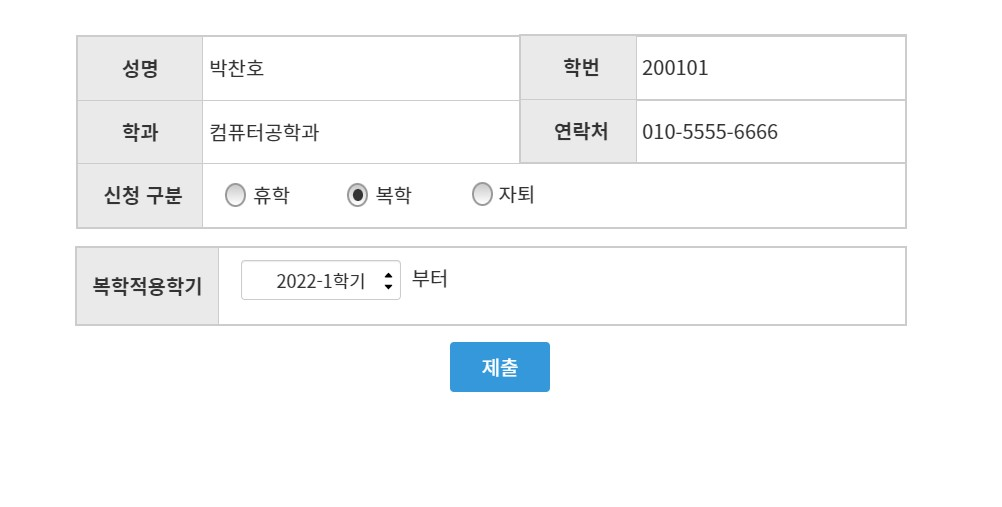 성명 박찬호 학번 200101
학과 컴퓨터공학과 연락처 010-5555-6666
신청 구분 휴학 복학 자퇴
복학적용학기 2022-1학기 부터
제출